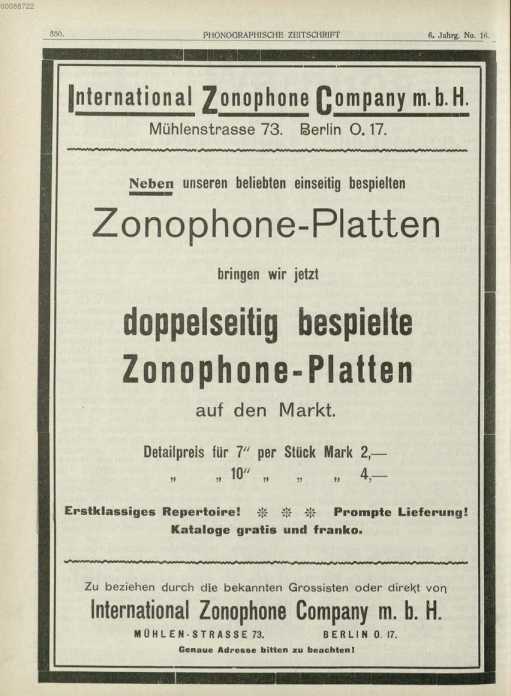 00086722
350.
PHONOGRAPHISCHE ZEITSCHRIFT
6. Jahrg. No. 16.
International Zonophone Company m. b. H.
Mühlenstrasse 73. Berlin O. 17.
Neben unseren beliebten einseitig bespielten
Zonophone-Platten
bringen wir jetzt
doppelseitig bespielte
Zonophone-Platten
auf den Markt.
Detailpreis für 7" per Stück Mark 2,—
„ „ 10" „ „ „ 4,—
Erstklassiges Repertoire! ❊ ❊ ❊ Prompte Lieferung!
Kataloge gratis und franko.
Zu beziehen durch die bekannten Grossisten oder direkt von
International Zonophone Company m. b. H.
MÜHLEN-STRASSE 73. BERLIN O. 17.
Genaue Adresse bitten zu beachten!